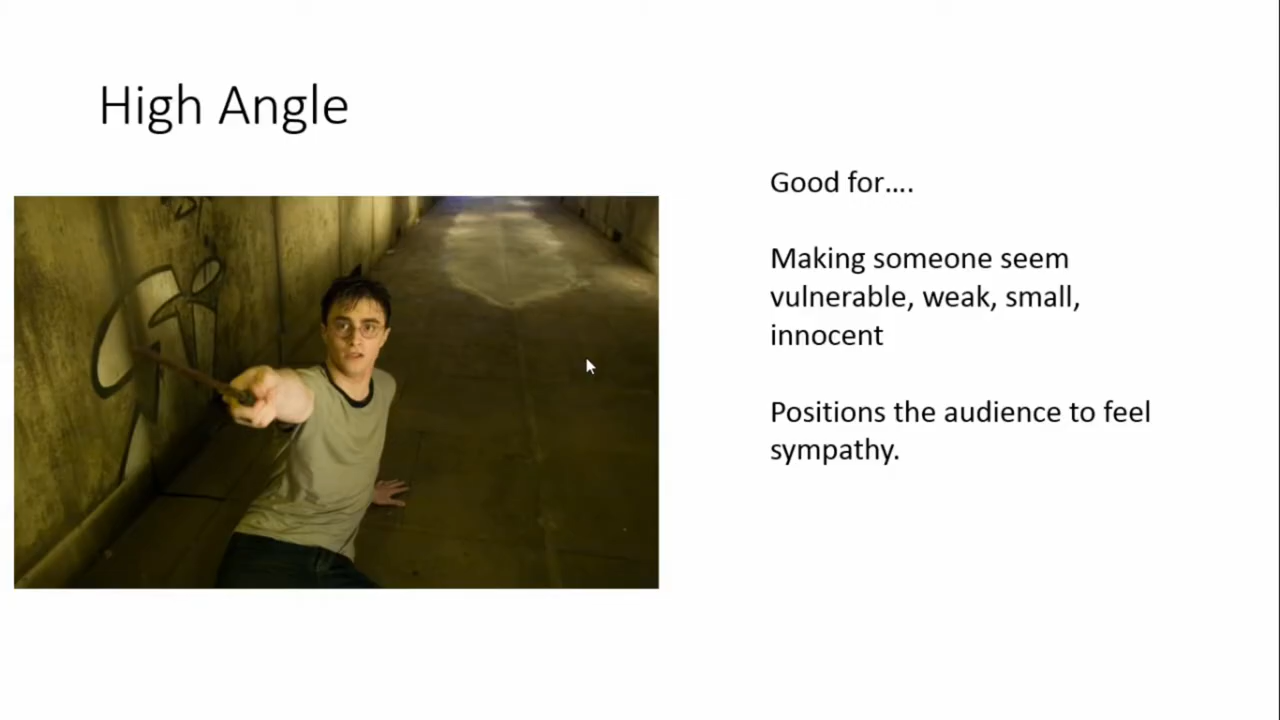 High Angle
Good for....
Making someone seem
vulnerable, weak, small,
innocent
Positions the audience to feel
sympathy.